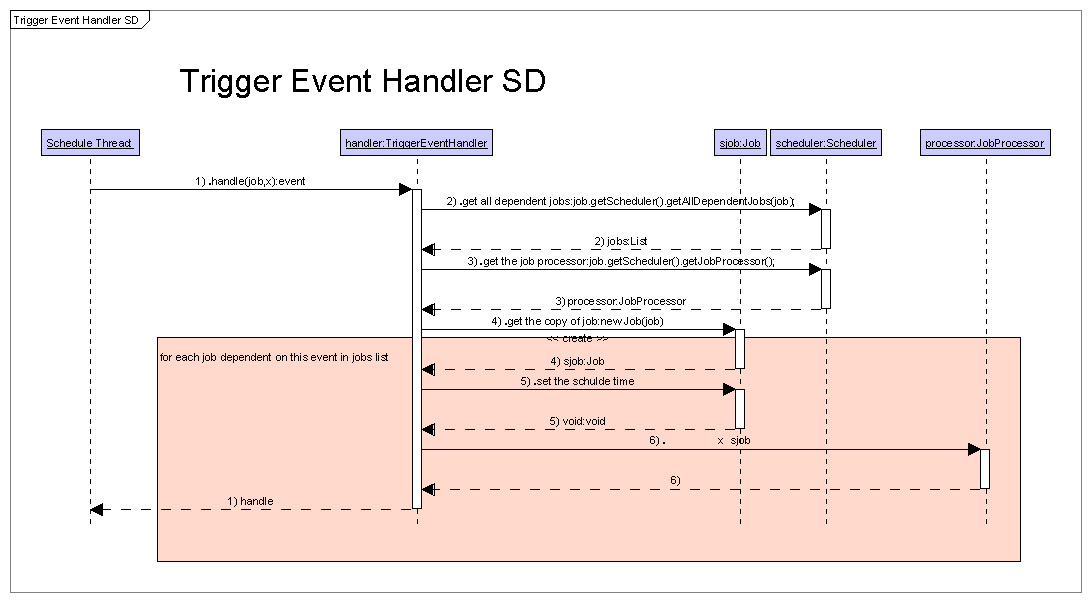 Trigger Event Handler SD
Trigger Event Handler SD
Schedule Thread:
handler:TriggerEventHandler
sjob:Job
scheduler:Scheduler
processor:JobProcessor
1) .handle(job,x):event
2) .get all dependent jobs:job.getScheduler().getAllDependentJobs(job);
2) jobs:List
3) .get the job processor:job.getScheduler().getJobProcessor();
3) processor:JobProcessor
4) .get the copy of job:new Job(job)
<< create >>
for each job dependent on this event in jobs list
4) sjob:Job
5) .set the schulde time
5) void:void
6) . x sjob
6)
1) handle